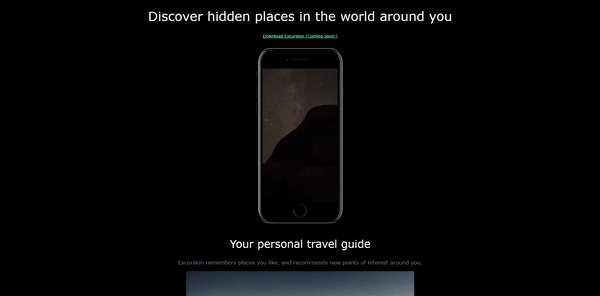 Discover hidden places in the world around you
Download Excursion [Coming soon]
Your personal travel guide
Excursion remembers places you like, and recommends new points of interest around you.